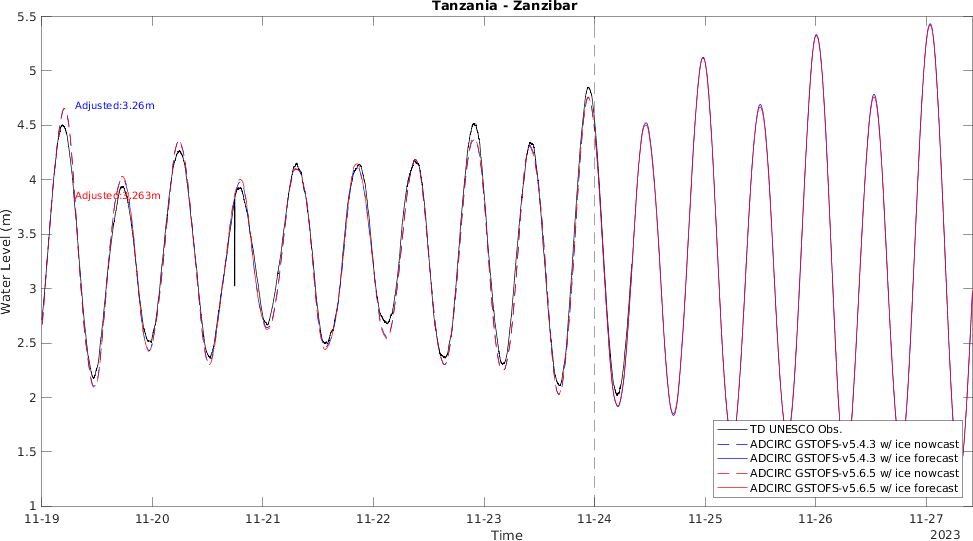 Tanzania - Zanzibar
5.5
5
4.5
4
3.5
3
2.5
2
1.5
1
Water Level (m)
Adjusted:3.26m
Adjusted:3.263m
TD UNESCO Obs.
ADCIRC GSTOFS-v5.4.3 w/ ice nowcast
ADCIRC GSTOFS-v5.4.3 w/ ice forecast
ADCIRC GSTOFS-v5.6.5 w/ ice nowcast
ADCIRC GSTOFS-v5.6.5 w/ ice forecast
11-19 11-20 11-21 11-22 11-23 11-24 11-25 11-26 11-27
Time
2023